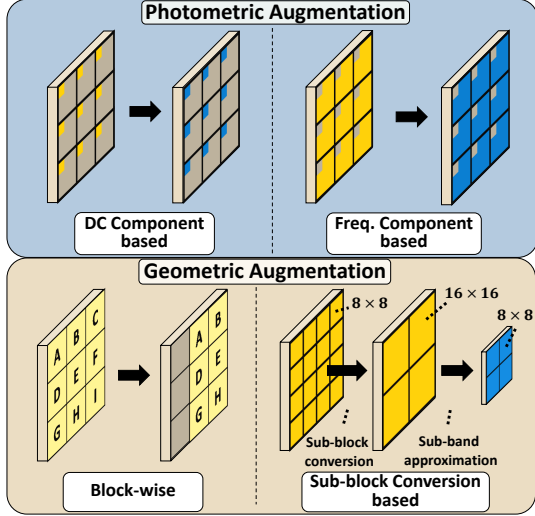 Photometric Augmentation
DC Component
based
Freq. Component
based
Geometric Augmentation
A B C
D E F
G H I
A B
D E
G H
Block-wise
8 × 8
16 × 16
8 × 8
Sub-block
conversion
Sub-band
approximation
Sub-block Conversion
based